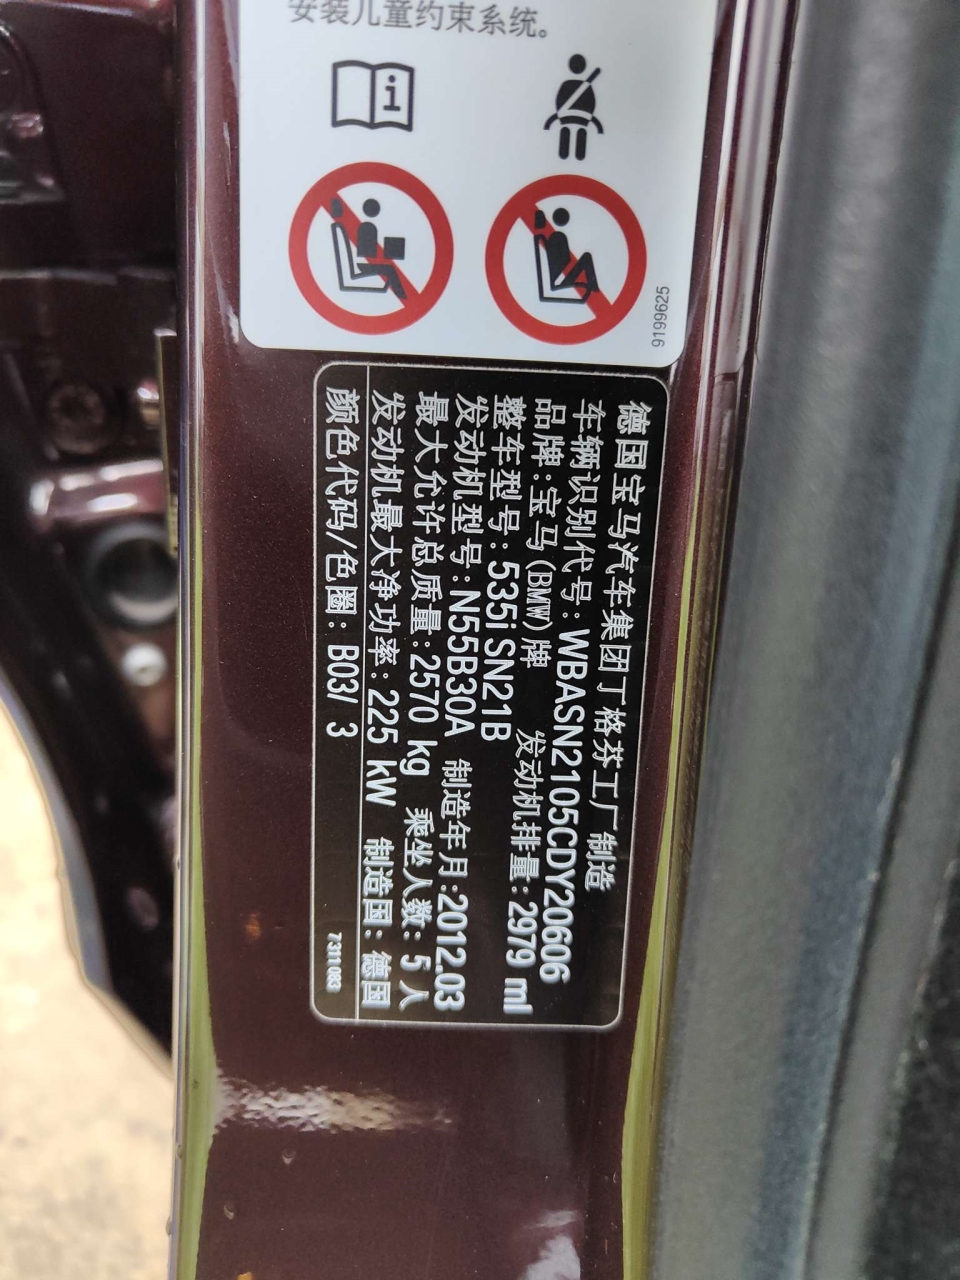 安装儿童约束系统。
9199625
德国宝马汽车集团丁格芬工厂制造
车辆识别代号:WBASN2105CDY20606
品牌:宝马(BMW)牌 发动机排量:2979 ml
整车型号:535i SN21B
发动机型号:N55B30A 制造年月:2012.03
最大允许总质量:2570 kg 乘坐人数:5人
发动机最大净功率:225 kW 制造国:德国
颜色代码/色圈: B03/ 3
7311083